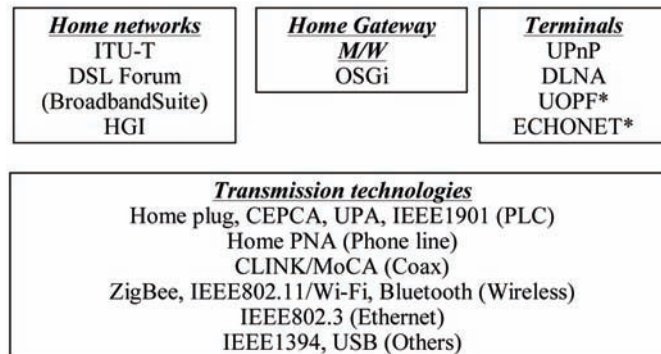 Home networks
ITU-T
DSL Forum
(BroadbandSuite)
HGI
Home Gateway
M/W
OSGi
Terminals
UPnP
DLNA
UOPF*
ECHONET*
Transmission technologies
Home plug, CEPCA, UPA, IEEE1901 (PLC)
Home PNA (Phone line)
CLINK/MoCA (Coax)
ZigBee, IEEE802.11/Wi-Fi, Bluetooth (Wireless)
IEEE802.3 (Ethernet)
IEEE1394, USB (Others)